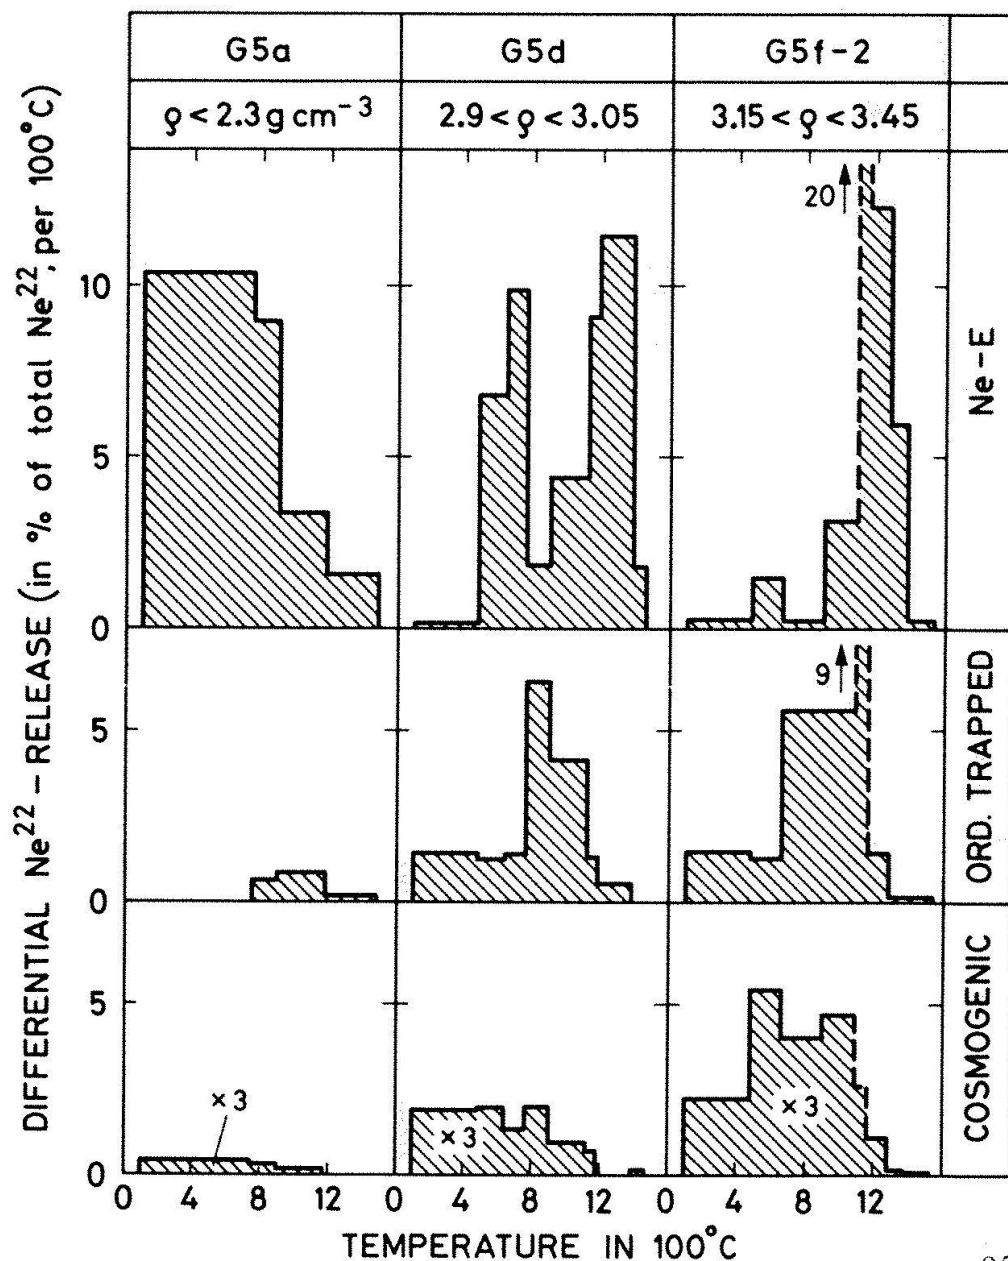 G5a G5d G5f-2
ϱ < 2.3 g cm⁻³ 2.9 < ϱ < 3.05 3.15 < ϱ < 3.45
DIFFERENTIAL Ne²² – RELEASE (in % of total Ne²², per 100°C)
20
10
5
0
Ne-E
9
5
0
ORD. TRAPPED
5
×3
×3
×3
0
COSMOGENIC
0 4 8 12 0 4 8 12 0 4 8 12
TEMPERATURE IN 100°C